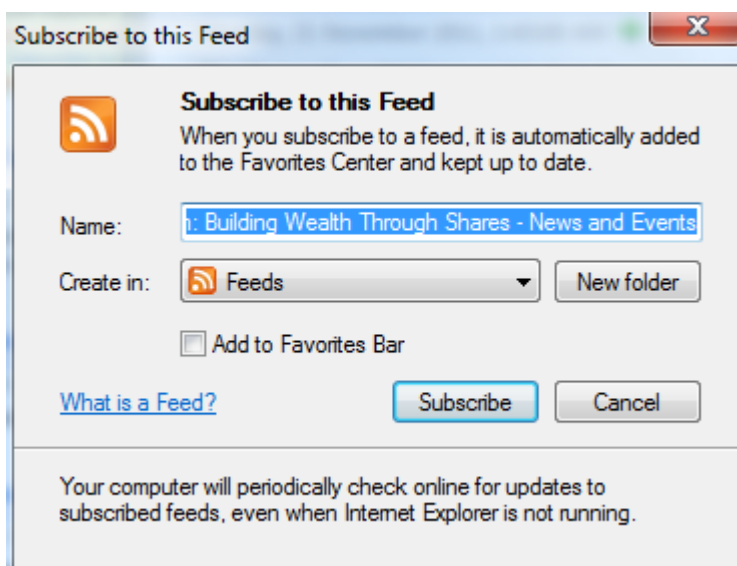 Subscribe to this Feed
Subscribe to this Feed
When you subscribe to a feed, it is automatically added
to the Favorites Center and kept up to date.
Name: : Building Wealth Through Shares - News and Events
Create in: Feeds New folder
Add to Favorites Bar
What is a Feed? Subscribe Cancel
Your computer will periodically check online for updates to
subscribed feeds, even when Internet Explorer is not running.